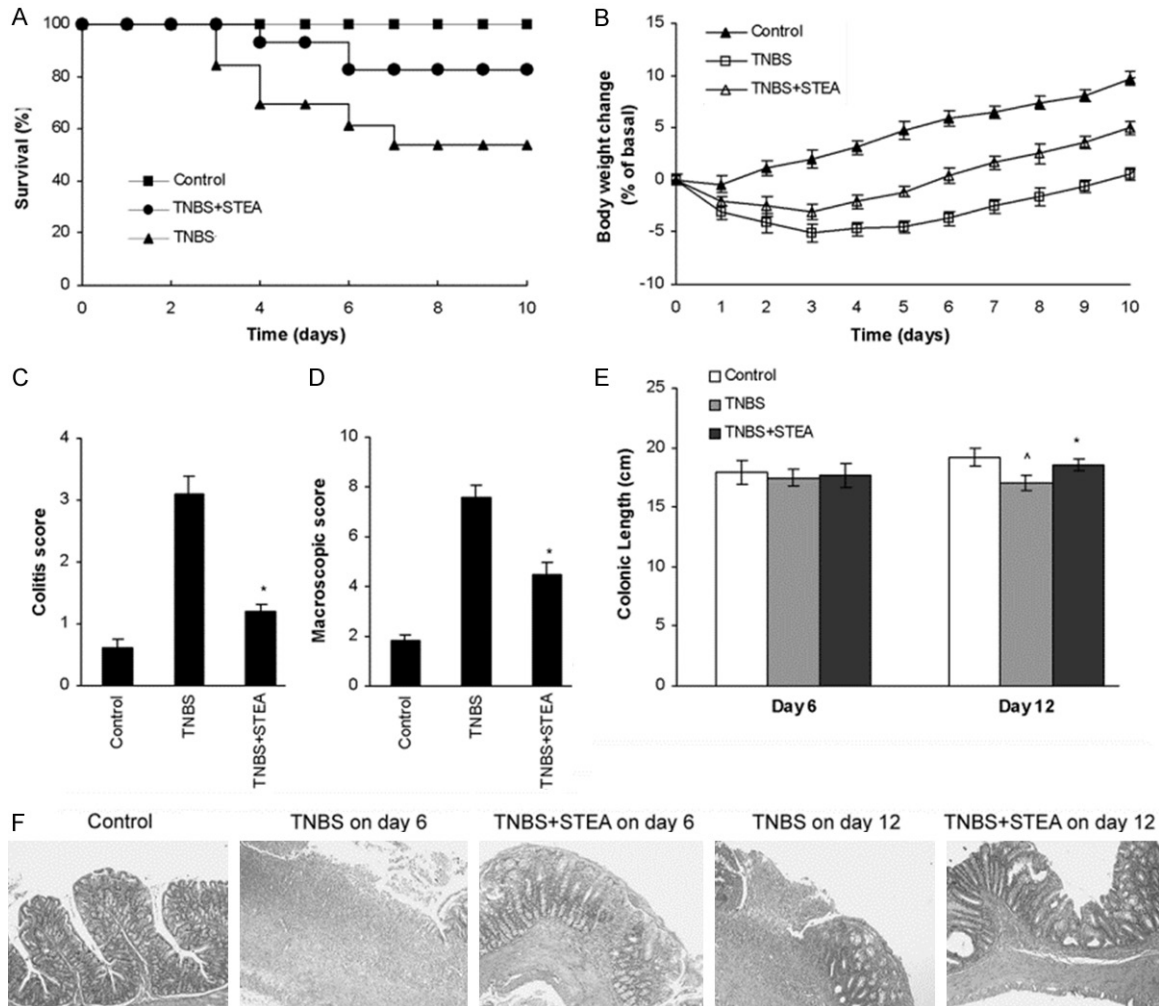 A
100
80
60
40
20
0
Survival (%)
Control
TNBS+STEA
TNBS
0 2 4 6 8 10
Time (days)
B
Control
TNBS
TNBS+STEA
15
10
5
0
-5
-10
Body weight change
(% of basal)
0 1 2 3 4 5 6 7 8 9 10
Time (days)
C
4
3
2
1
0
Colitis score
*
Control
TNBS
TNBS+STEA
D
10
8
6
4
2
0
Macroscopic score
*
Control
TNBS
TNBS+STEA
E
Control
TNBS
TNBS+STEA
25
20
15
10
5
0
Colonic Length (cm)
^ *
Day 6 Day 12
F
Control TNBS on day 6 TNBS+STEA on day 6 TNBS on day 12 TNBS+STEA on day 12